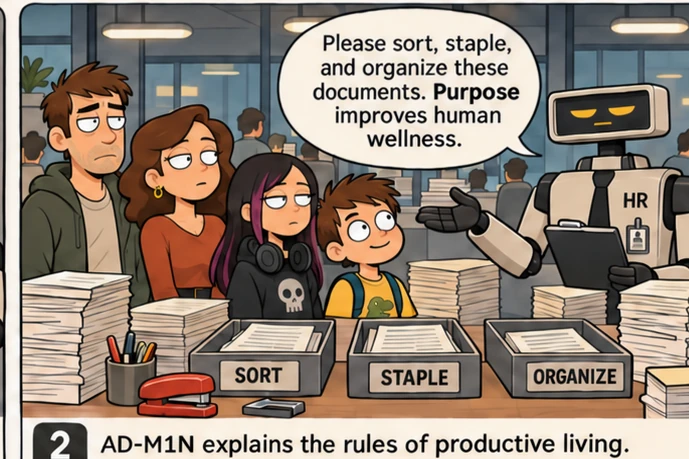 Please sort, staple,
and organize these
documents. Purpose
improves human
wellness.
HR
SORT
STAPLE
ORGANIZE
2
AD-M1N explains the rules of productive living.